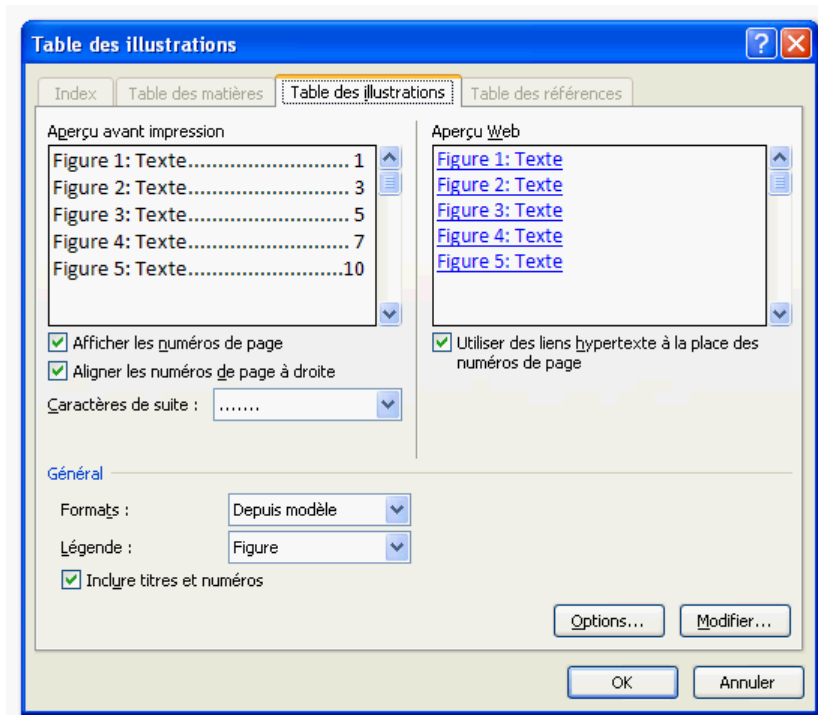 Table des illustrations
Index
Table des matières
Table des illustrations
Table des références
Aperçu avant impression
Figure 1: Texte............................ 1
Figure 2: Texte............................ 3
Figure 3: Texte............................ 5
Figure 4: Texte............................ 7
Figure 5: Texte...........................10
Afficher les numéros de page
Aligner les numéros de page à droite
Caractères de suite : .......
Aperçu Web
Figure 1: Texte
Figure 2: Texte
Figure 3: Texte
Figure 4: Texte
Figure 5: Texte
Utiliser des liens hypertexte à la place des
numéros de page
Général
Formats : Depuis modèle
Légende : Figure
Inclure titres et numéros
Options...
Modifier...
OK
Annuler